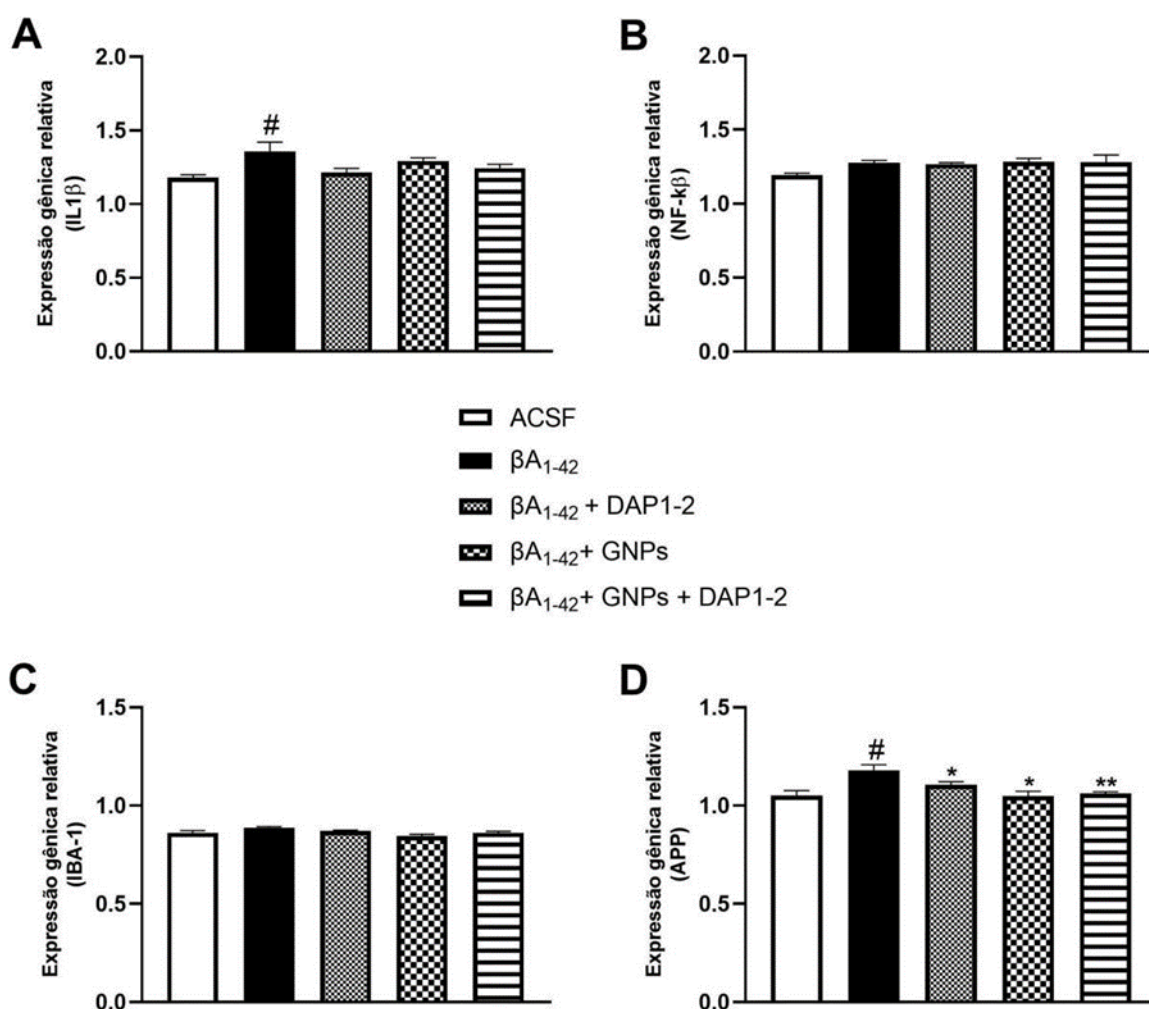 A
Expressão gênica relativa
(IL1β)
2.0
1.5
1.0
0.5
0.0
#
B
Expressão gênica relativa
(NF-kβ)
2.0
1.5
1.0
0.5
0.0
ACSF
βA1-42
βA1-42 + DAP1-2
βA1-42+ GNPs
βA1-42+ GNPs + DAP1-2
C
Expressão gênica relativa
(IBA-1)
1.5
1.0
0.5
0.0
D
Expressão gênica relativa
(APP)
1.5
1.0
0.5
0.0
#
*
*
**